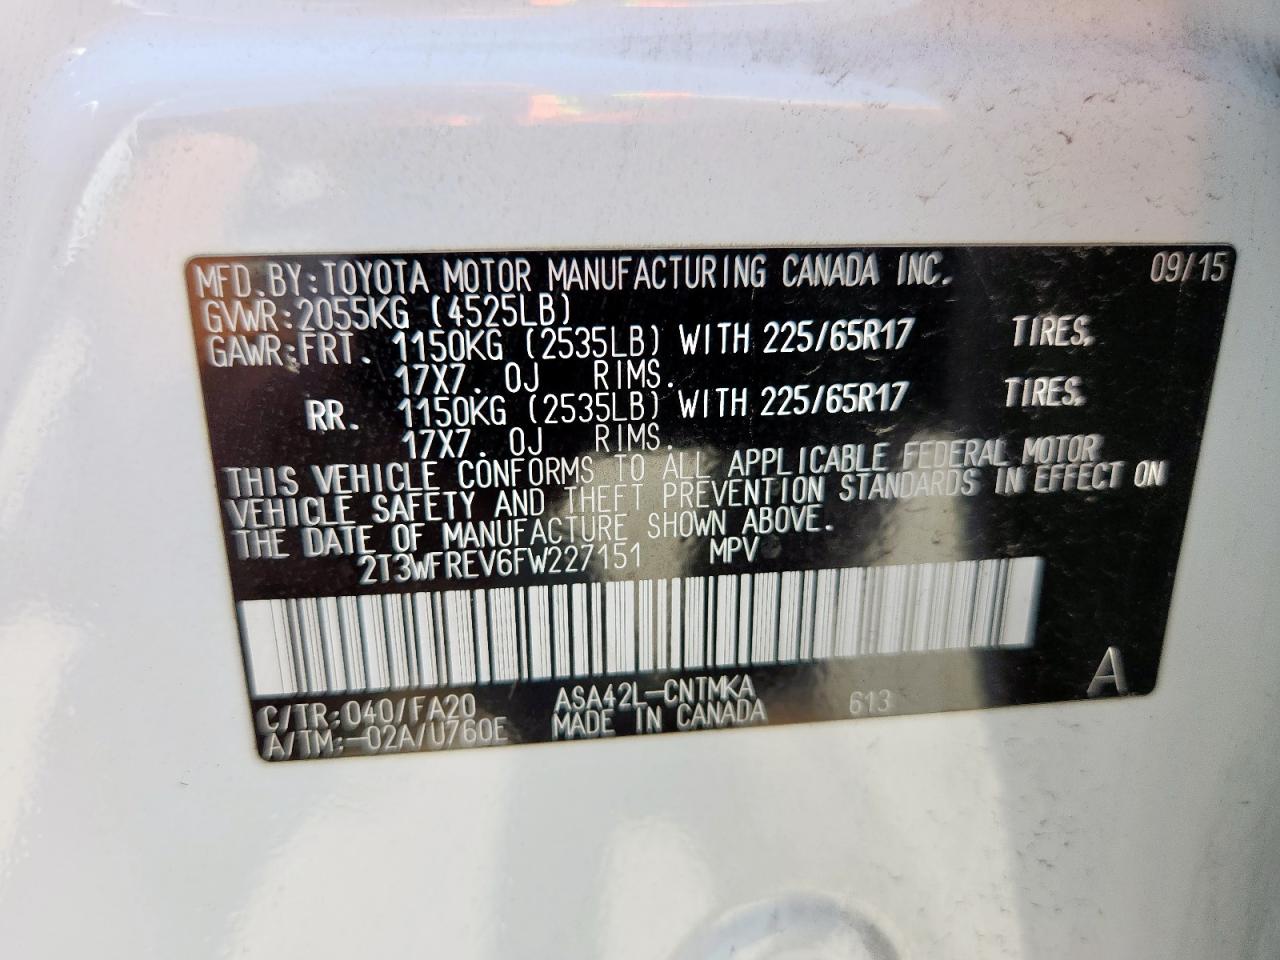 MFD.BY:TOYOTA MOTOR MANUFACTURING CANADA INC. 09/15
GVWR:2055KG (4525LB)
GAWR:FRT. 1150KG (2535LB) WITH 225/65R17 TIRES,
17X7.0J RIMS.
RR. 1150KG (2535LB) WITH 225/65R17 TIRES,
17X7.0J RIMS.
THIS VEHICLE CONFORMS TO ALL APPLICABLE FEDERAL MOTOR
VEHICLE SAFETY AND THEFT PREVENTION STANDARDS IN EFFECT ON
THE DATE OF MANUFACTURE SHOWN ABOVE.
2T3WFREV6FW227151 MPV
C/TR:040/FA20 ASA42L-CNTMKA 613 A
A/TM:-02A/U760E MADE IN CANADA